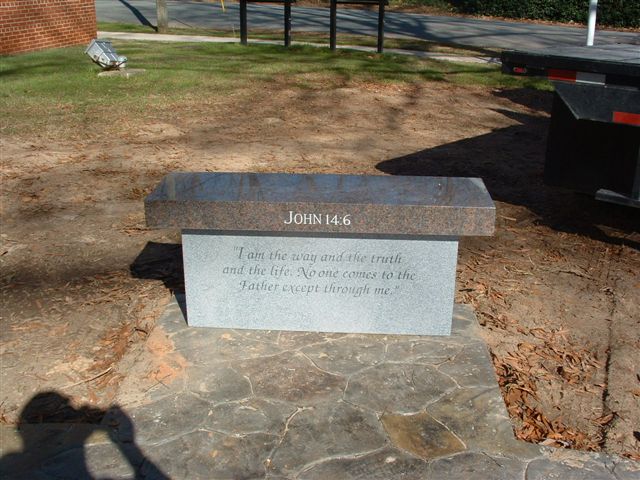 JOHN 14:6
"I am the way and the truth
and the life. No one comes to the
Father except through me."